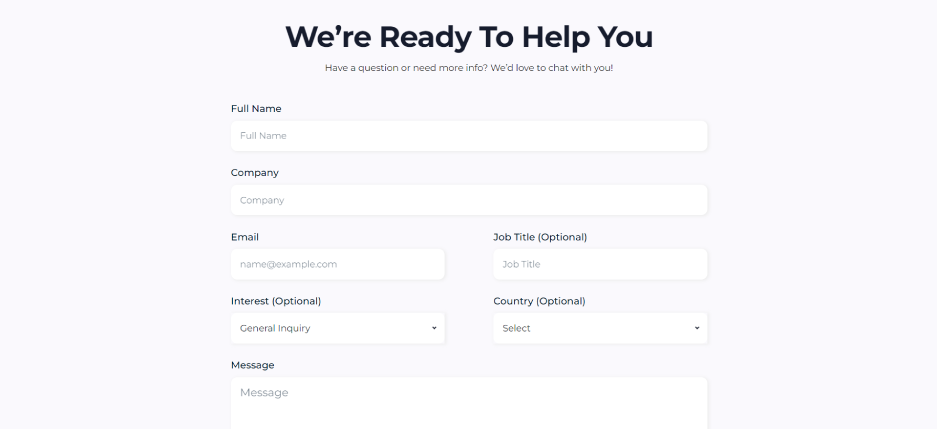 We’re Ready To Help You
Have a question or need more info? We’d love to chat with you!
Full Name
Full Name
Company
Company
Email
Job Title (Optional)
name@example.com
Job Title
Interest (Optional)
Country (Optional)
General Inquiry
Select
Message
Message